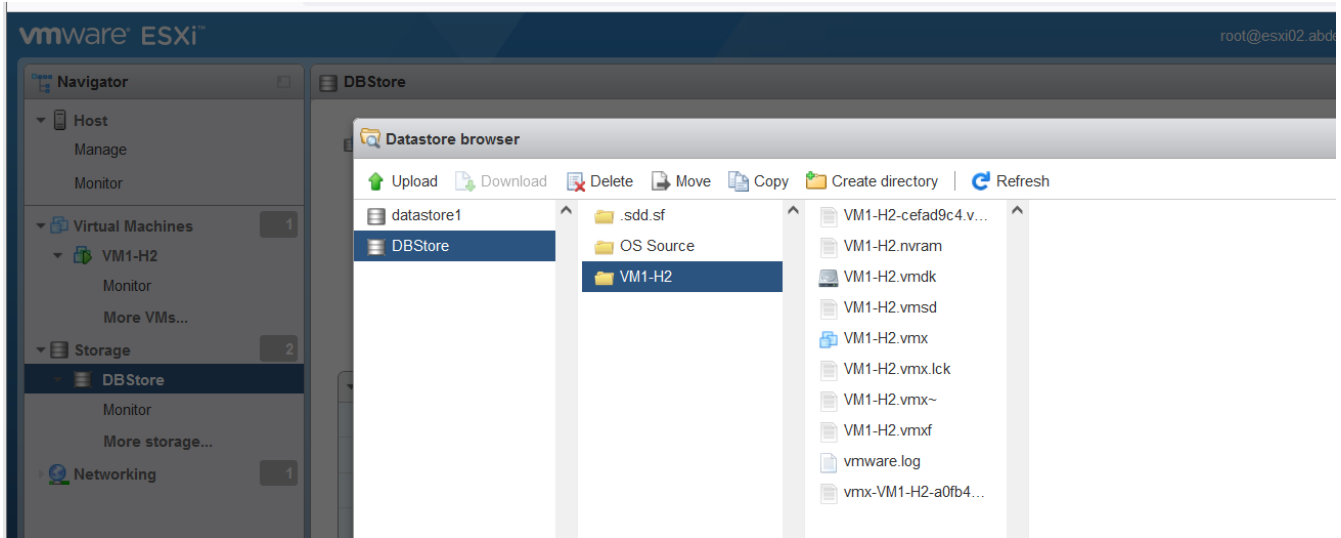 vmware ESXi™
root@esxi02.abde
Navigator
Host
Manage
Monitor
Virtual Machines 1
VM1-H2
Monitor
More VMs...
Storage 2
DBStore
Monitor
More storage...
Networking 1
DBStore
Datastore browser
Upload Download Delete Move Copy Create directory Refresh
datastore1
DBStore
.sdd.sf
OS Source
VM1-H2
VM1-H2-cefad9c4.v...
VM1-H2.nvram
VM1-H2.vmdk
VM1-H2.vmsd
VM1-H2.vmx
VM1-H2.vmx.lck
VM1-H2.vmx~
VM1-H2.vmxf
vmware.log
vmx-VM1-H2-a0fb4...